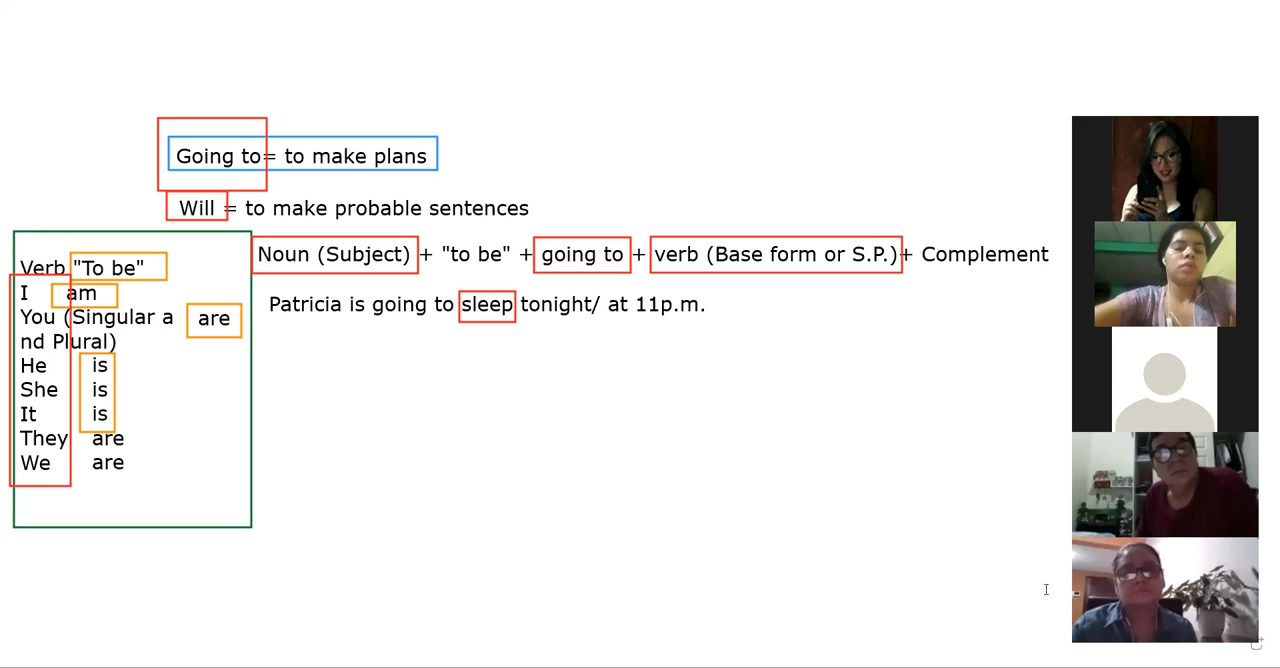 Going to= to make plans
Will = to make probable sentences
Noun (Subject) + "to be" + going to + verb (Base form or S.P.)+ Complement
Patricia is going to sleep tonight/ at 11p.m.
Verb "To be"
I am
You (Singular a are
nd Plural)
He is
She is
It is
They are
We are